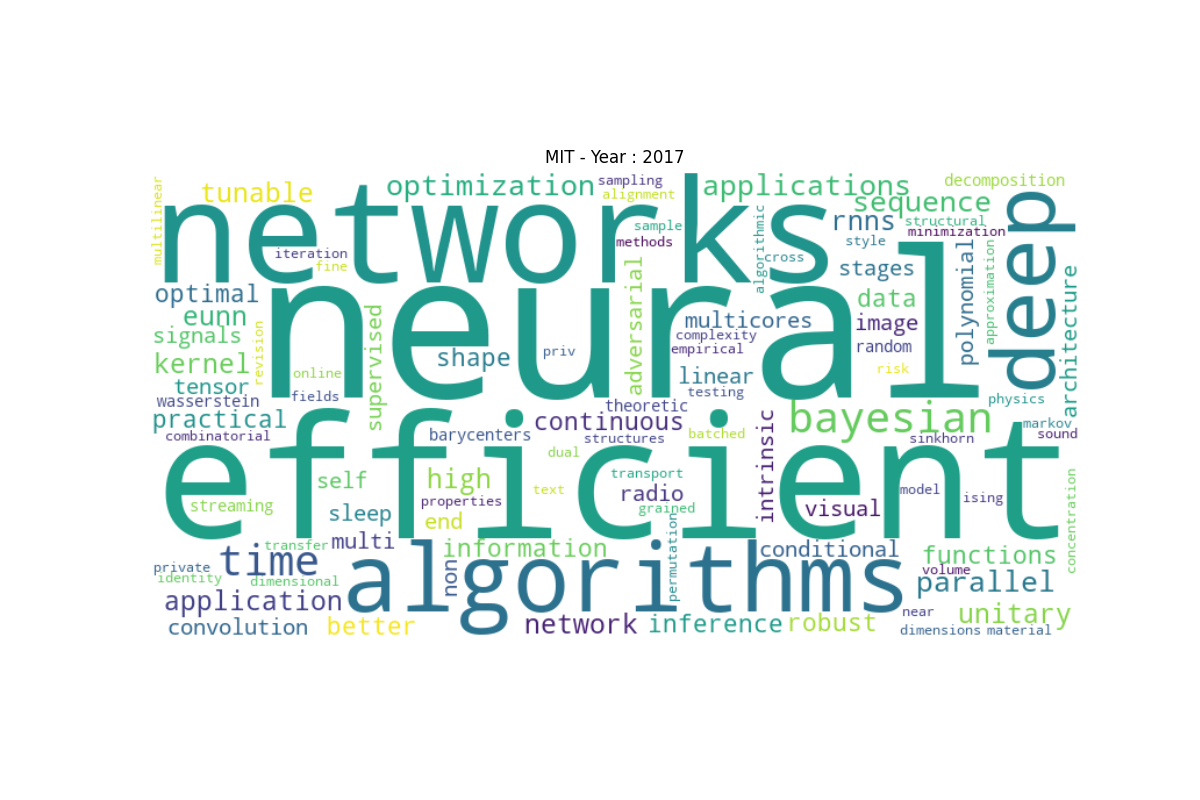 MIT - Year : 2017
multilinear
tunable
optimization
sampling
alignment
applications
decomposition
sequence
networks
sample
methods
algorithmic
cross
rnns
style
structural
minimization
deep
iteration
fine
stages
polynomial
approximation
architecture
optimal
eunn
signals
kernel
revision
tensor
wasserstein
practical
combinatorial
neural
online
fields
supervised
shape
priv
adversarial
multicores
complexity
empirical
linear
testing
data
image
random
risk
physics
theoretic
continuous
structures
barycenters
batched
dual
bayesian
markov
sound
sinkhorn
efficient
self
streaming
sleep
high
properties
end
text
transport
radio
grained
intrinsic
visual
model
ising
concentration
transfer
private
identity
dimensional
time
multi
information
non
permutation
conditional
functions
volume
parallel
application
algorithms
convolution
better
network
inference
robust
near
unitary
dimensions
material